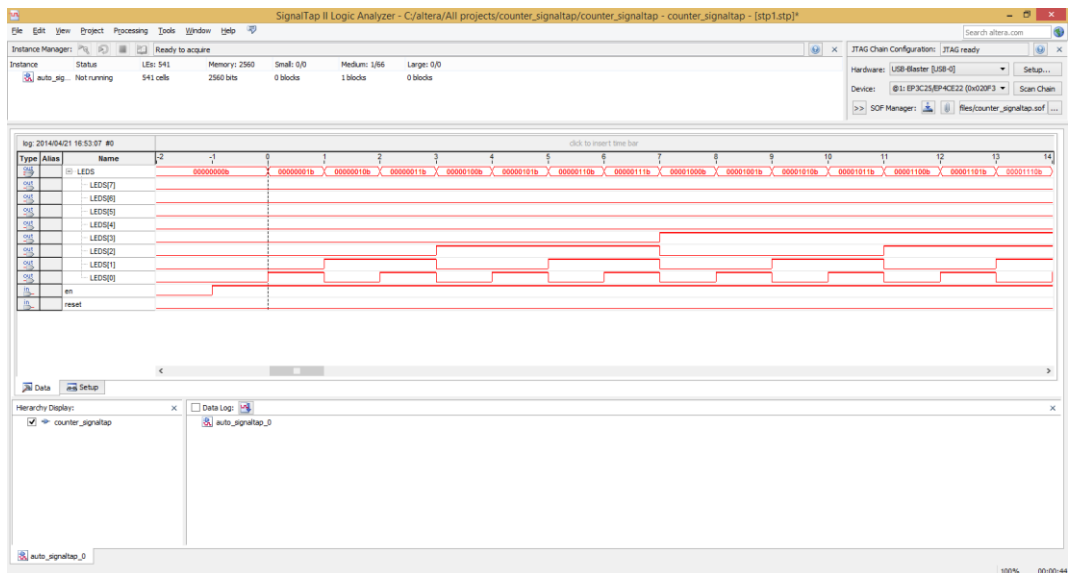 SignalTap II Logic Analyzer - C:/altera/All projects/counter_signaltap/counter_signaltap - counter_signaltap - [stp1.stp]*
File Edit View Project Processing Tools Window Help
Search altera.com
Instance Manager: Ready to acquire
JTAG Chain Configuration: JTAG ready
Instance Status LEs: 541 Memory: 2560 Small: 0/0 Medium: 1/66 Large: 0/0
auto_sig... Not running 541 cells 2560 bits 0 blocks 1 blocks 0 blocks
Hardware: USB-Blaster [USB-0] Setup...
Device: @1: EP3C25/EP4CE22 (0x020F3 Scan Chain
>> SOF Manager: files/counter_signaltap.sof ...
log: 2014/04/21 16:53:07 #0 click to insert time bar
Type Alias Name -2 -1 0 1 2 3 4 5 6 7 8 9 10 11 12 13 14
LEDS 00000000b 00000001b 00000010b 00000011b 00000100b 00000101b 00000110b 00000111b 00001000b 00001001b 00001010b 00001011b 00001100b 00001101b 00001110b
LEDS[7]
LEDS[6]
LEDS[5]
LEDS[4]
LEDS[3]
LEDS[2]
LEDS[1]
LEDS[0]
en
reset
Data Setup
Hierarchy Display: Data Log:
counter_signaltap auto_signaltap_0
auto_signaltap_0
100% 00:00:44